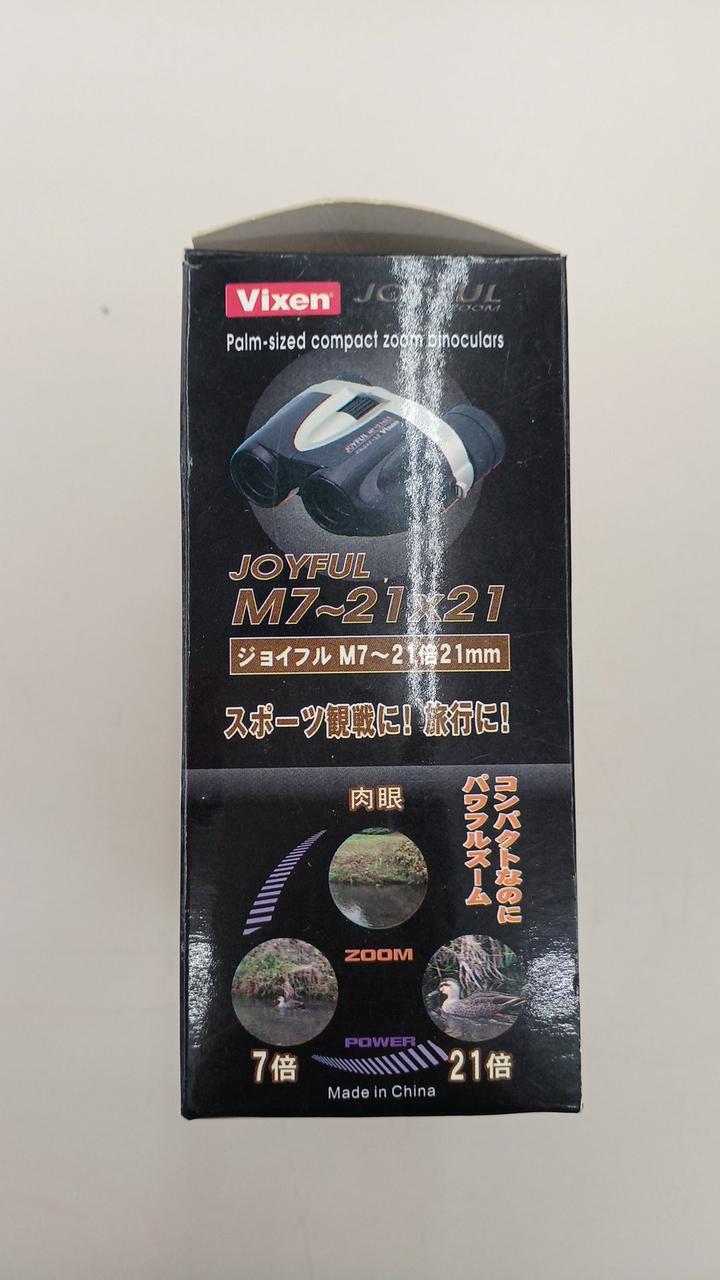 Vixen JOYFUL
ZOOM
Palm-sized compact zoom binoculars
JOYFUL
M7~21x21
ジョイフル M7〜21倍21mm
スポーツ観戦に! 旅行に!
肉眼
コンパクトなのに
パワフルズーム
ZOOM
POWER
7倍
21倍
Made in China